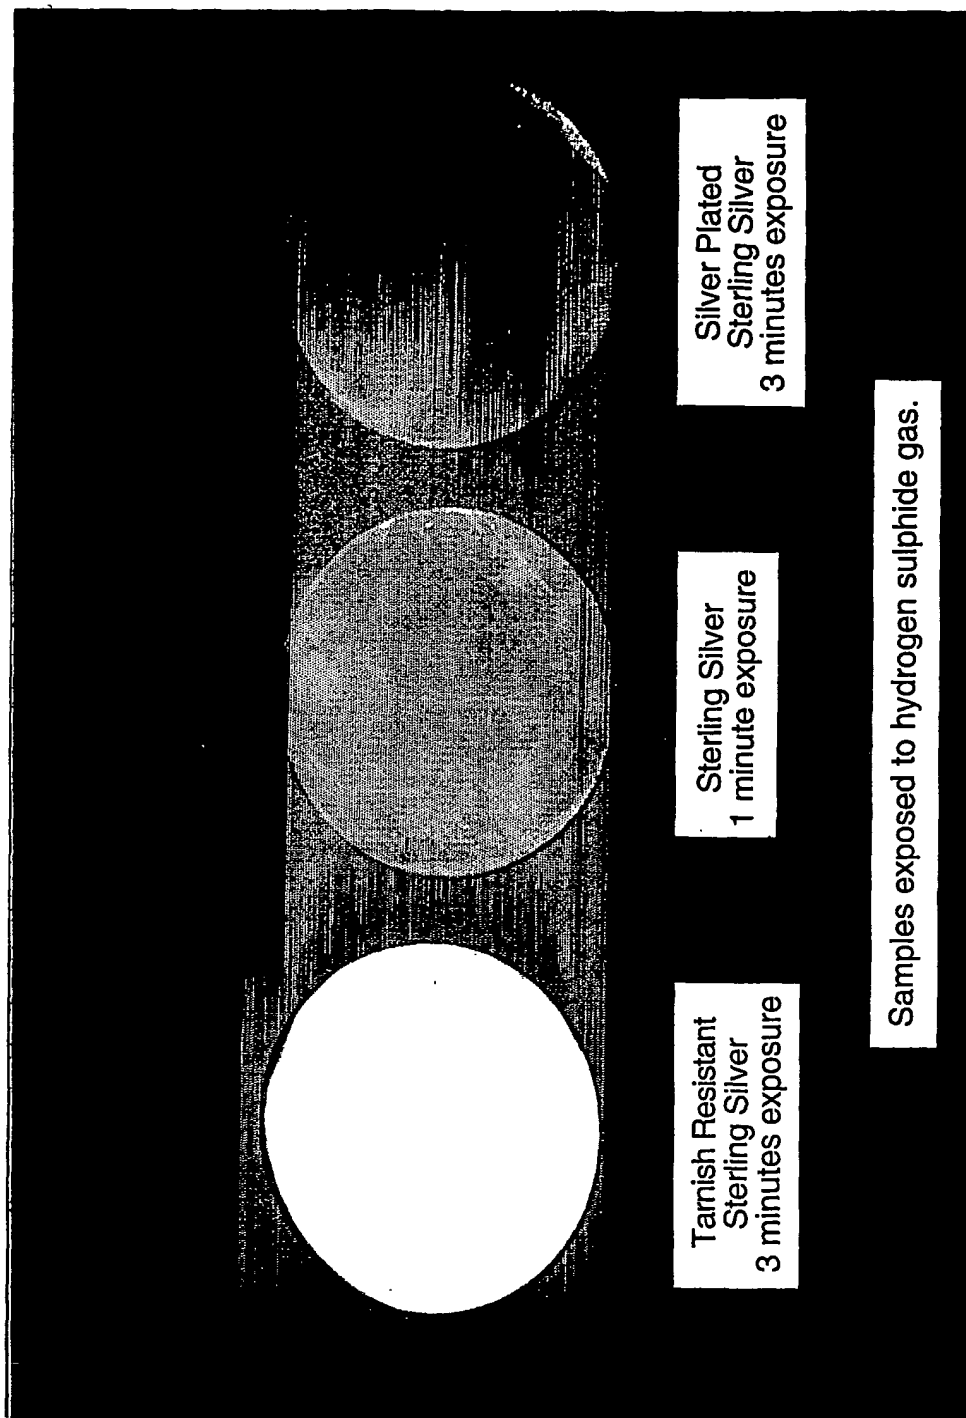 Tarnish Resistant
Sterling Silver
3 minutes exposure
Sterling Silver
1 minute exposure
Silver Plated
Sterling Silver
3 minutes exposure
Samples exposed to hydrogen sulphide gas.